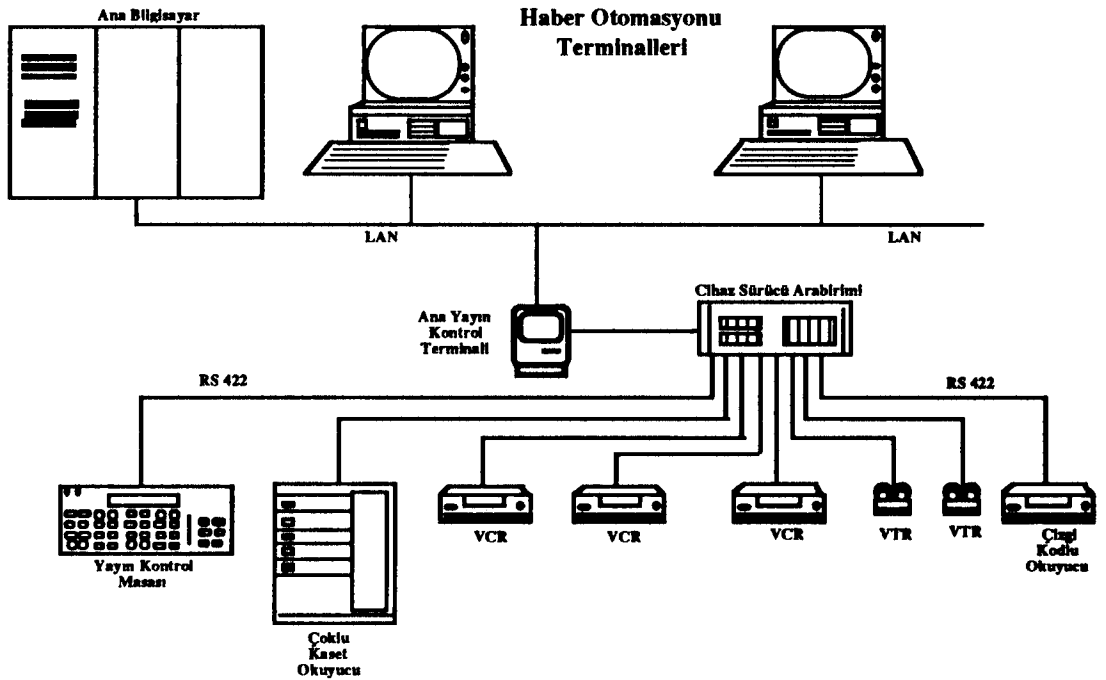 Ana Bilgisayar
Haber Otomasyonu
Terminalleri
LAN
LAN
Cihaz Sürücü Arabirimi
Ana Yayın
Kontrol
Terminali
RS 422
RS 422
VCR
VCR
VCR
VTR
VTR
Çizgi
Kodlu
Okuyucu
Yayın Kontrol
Masası
Çoklu
Kaset
Okuyucu